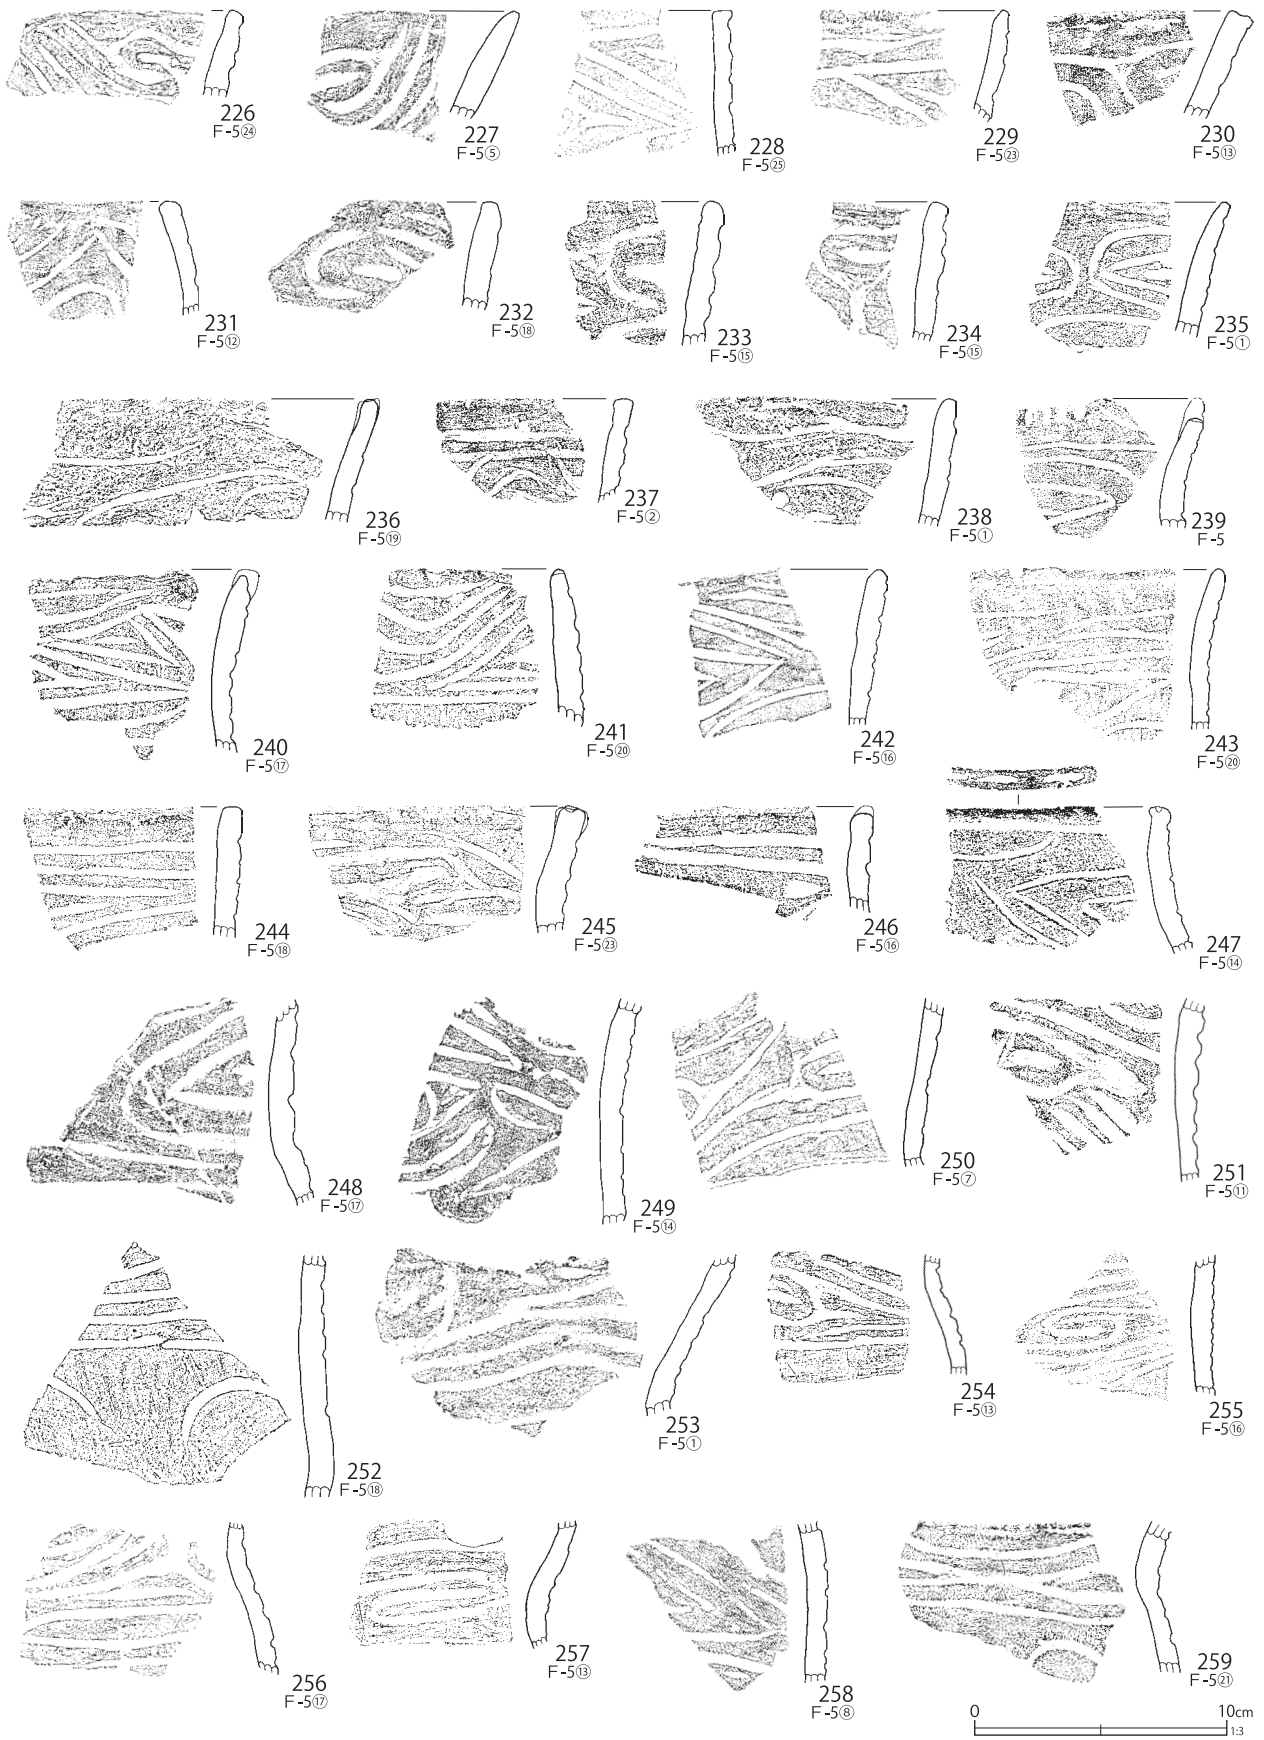 226
F-5㉔
227
F-5⑤
228
F-5㉕
229
F-5㉓
230
F-5⑬
231
F-5⑫
232
F-5⑱
233
F-5⑮
234
F-5⑮
235
F-5①
236
F-5⑲
237
F-5②
238
F-5①
239
F-5
240
F-5⑰
241
F-5⑳
242
F-5⑯
243
F-5⑳
244
F-5⑱
245
F-5㉓
246
F-5⑯
247
F-5⑭
248
F-5⑰
249
F-5⑭
250
F-5⑦
251
F-5⑪
252
F-5⑱
253
F-5①
254
F-5⑬
255
F-5⑯
256
F-5⑰
257
F-5⑬
258
F-5⑧
259
F-5㉑
0 10cm
1:3